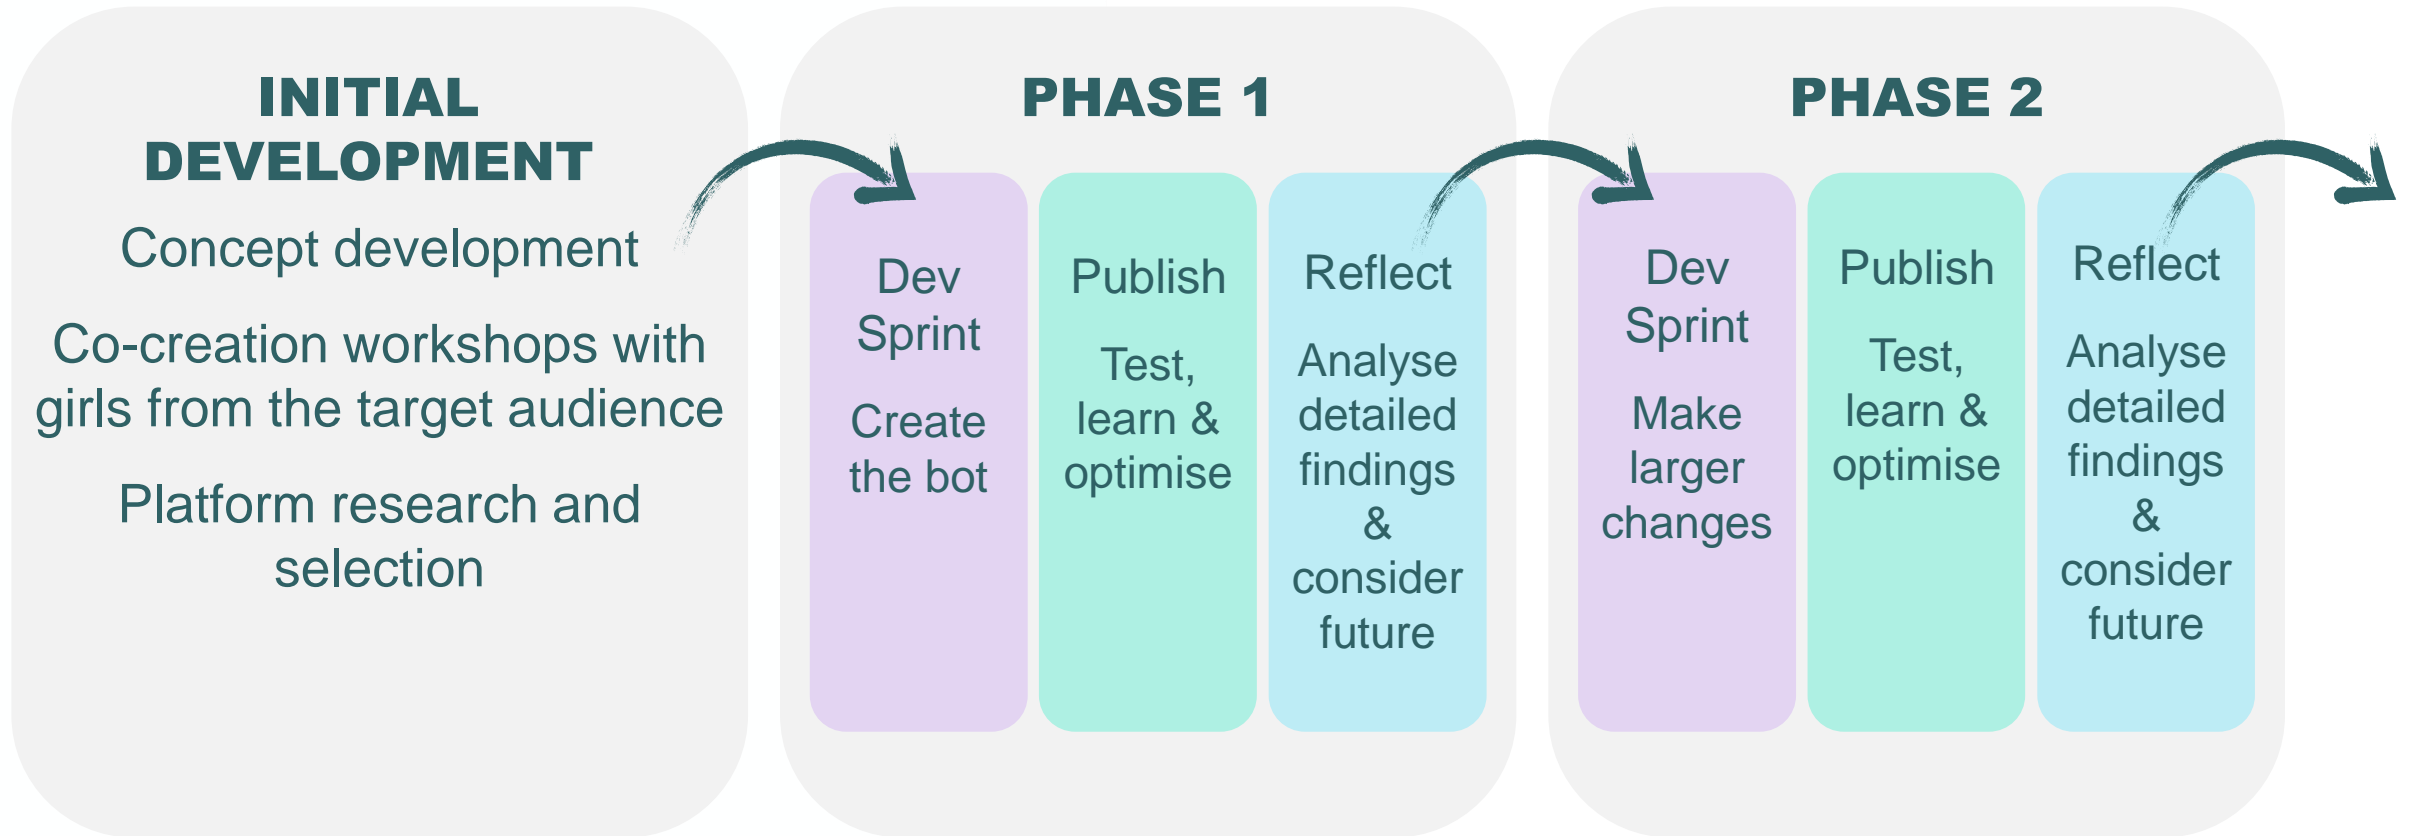 INITIAL
DEVELOPMENT
Concept development
Co-creation workshops with
girls from the target audience
Platform research and
selection
PHASE 1
Dev
Sprint
Create
the bot
Publish
Test,
learn &
optimise
Reflect
Analyse
detailed
findings
&
consider
future
PHASE 2
Dev
Sprint
Make
larger
changes
Publish
Test,
learn &
optimise
Reflect
Analyse
detailed
findings
&
consider
future